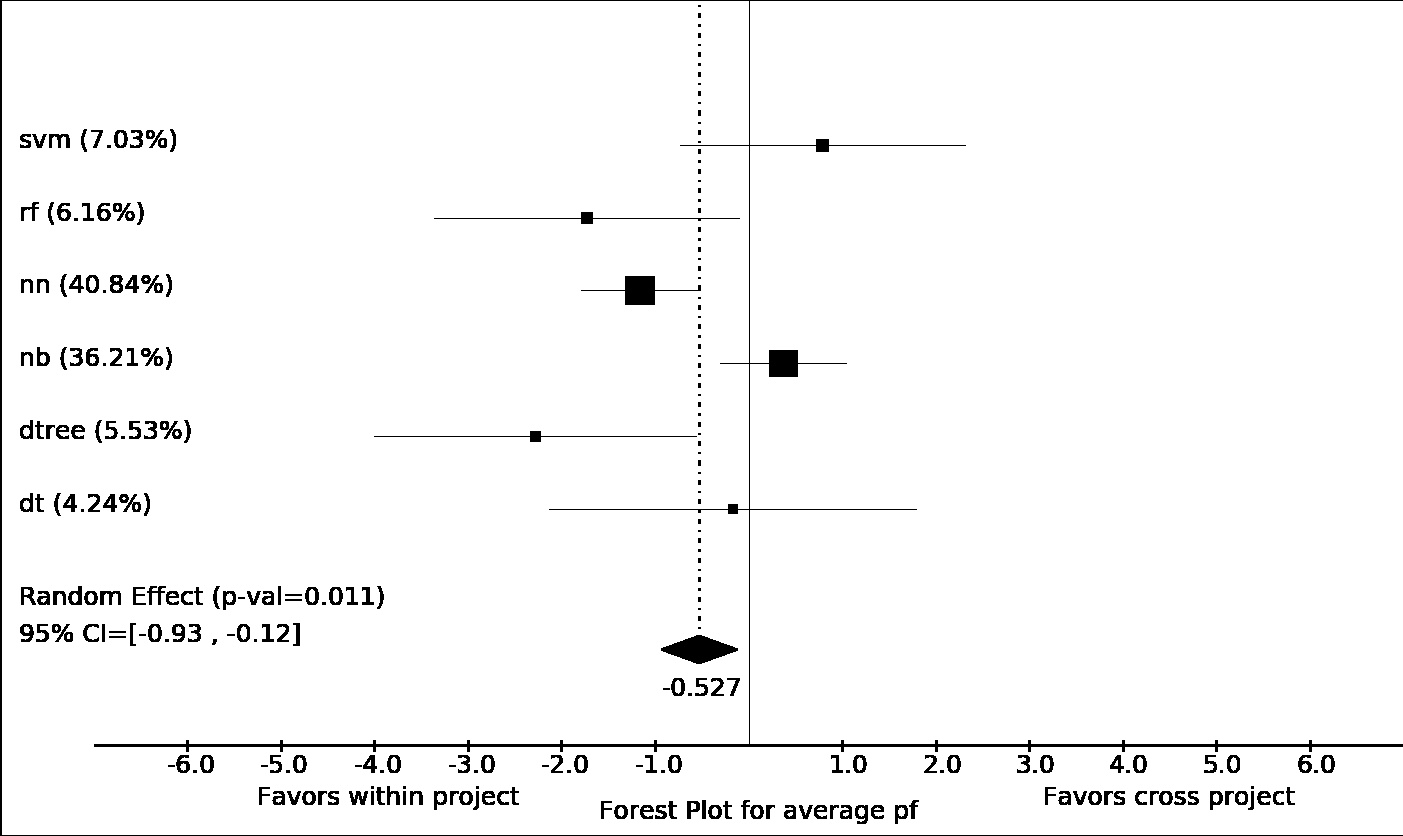 svm (7.03%)
rf (6.16%)
nn (40.84%)
nb (36.21%)
dtree (5.53%)
dt (4.24%)
Random Effect (p-val=0.011)
95% CI=[-0.93 , -0.12]
-0.527
-6.0 -5.0 -4.0 -3.0 -2.0 -1.0 1.0 2.0 3.0 4.0 5.0 6.0
Favors within project
Forest Plot for average pf
Favors cross project